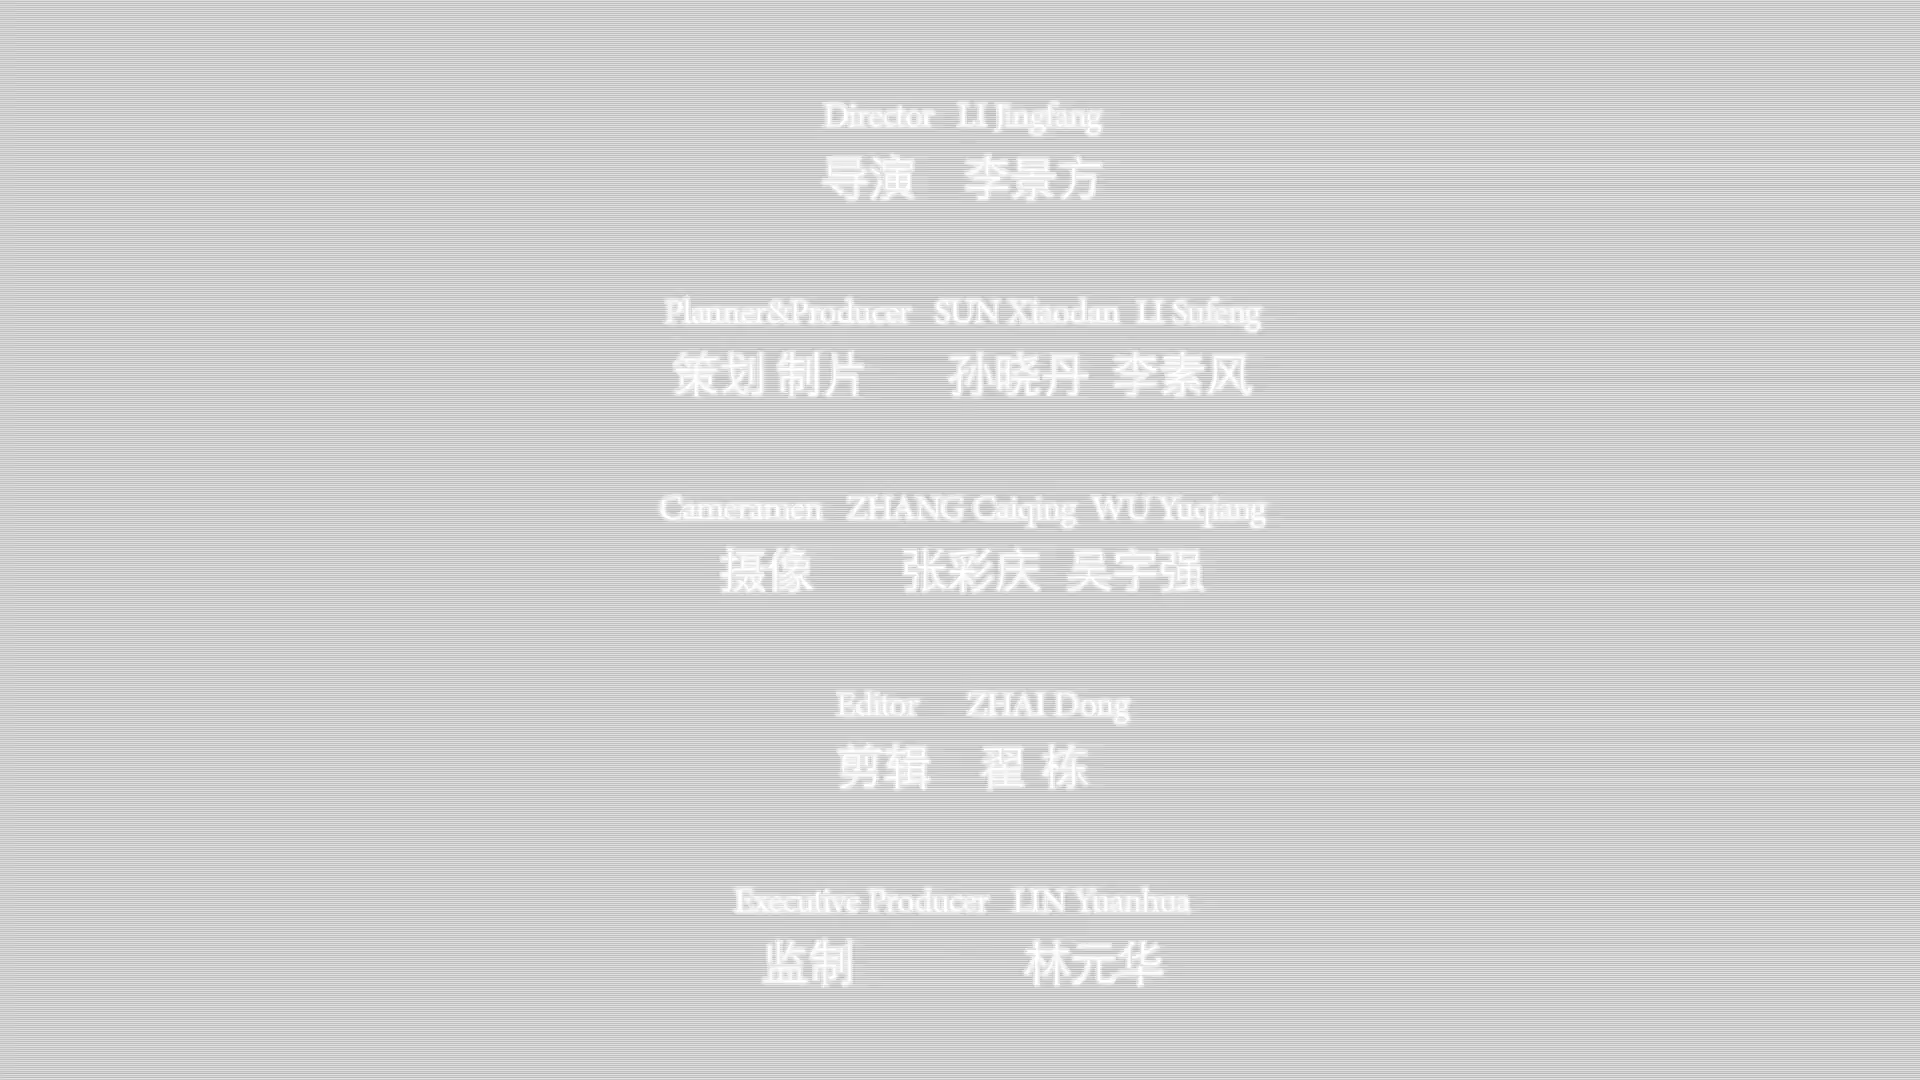 Director LI Jingfang
导演 李景方
Planner&Producer SUN Xiaodan LI Sufeng
策划 制片 孙晓丹 李素风
Cameramen ZHANG Caiqing WU Yuqiang
摄像 张彩庆 吴宇强
Editor ZHAI Dong
剪辑 翟 栋
Executive Producer LIN Yuanhua
监制 林元华